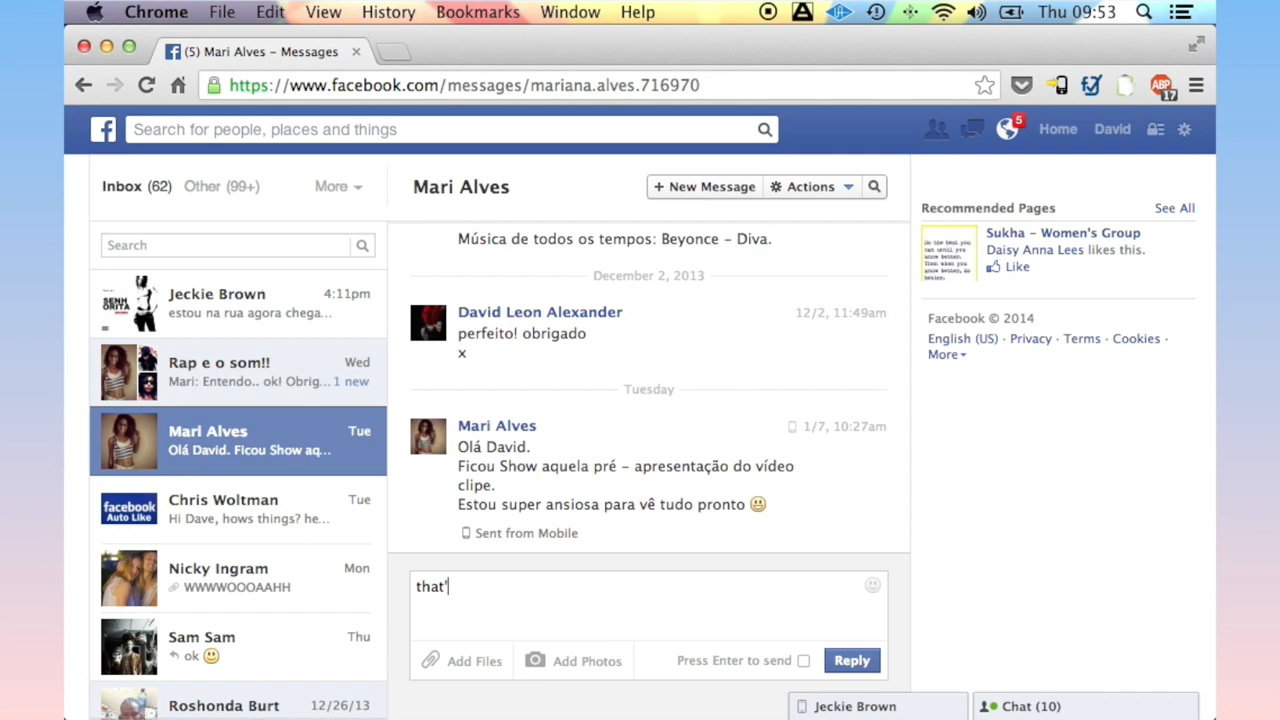 Chrome File Edit View History Bookmarks Window Help Thu 09:53
(5) Mari Alves – Messages
https://www.facebook.com/messages/mariana.alves.716970
ABP
17
Search for people, places and things
5
Home David
Inbox (62) Other (99+) More
Search
Jeckie Brown 4:11pm
estou na rua agora chega...
Rap e o som!! Wed
Mari: Entendo.. ok! Obrig... 1 new
Mari Alves Tue
Olá David. Ficou Show aq...
facebook
Auto Like
Chris Woltman Tue
Hi Dave, hows things? he...
Nicky Ingram Mon
WWWWOOOAAHH
Sam Sam Thu
ok
Roshonda Burt 12/26/13
Mari Alves
+ New Message Actions
Música de todos os tempos: Beyonce – Diva.
December 2, 2013
David Leon Alexander 12/2, 11:49am
perfeito! obrigado
x
Tuesday
Mari Alves 1/7, 10:27am
Olá David.
Ficou Show aquela pré – apresentação do vídeo
clipe.
Estou super ansiosa para vê tudo pronto
Sent from Mobile
that'
Add Files Add Photos Press Enter to send Reply
Recommended Pages See All
Sukha – Women's Group
Daisy Anna Lees likes this.
Like
Facebook © 2014
English (US) · Privacy · Terms · Cookies ·
More
Jeckie Brown
Chat (10)